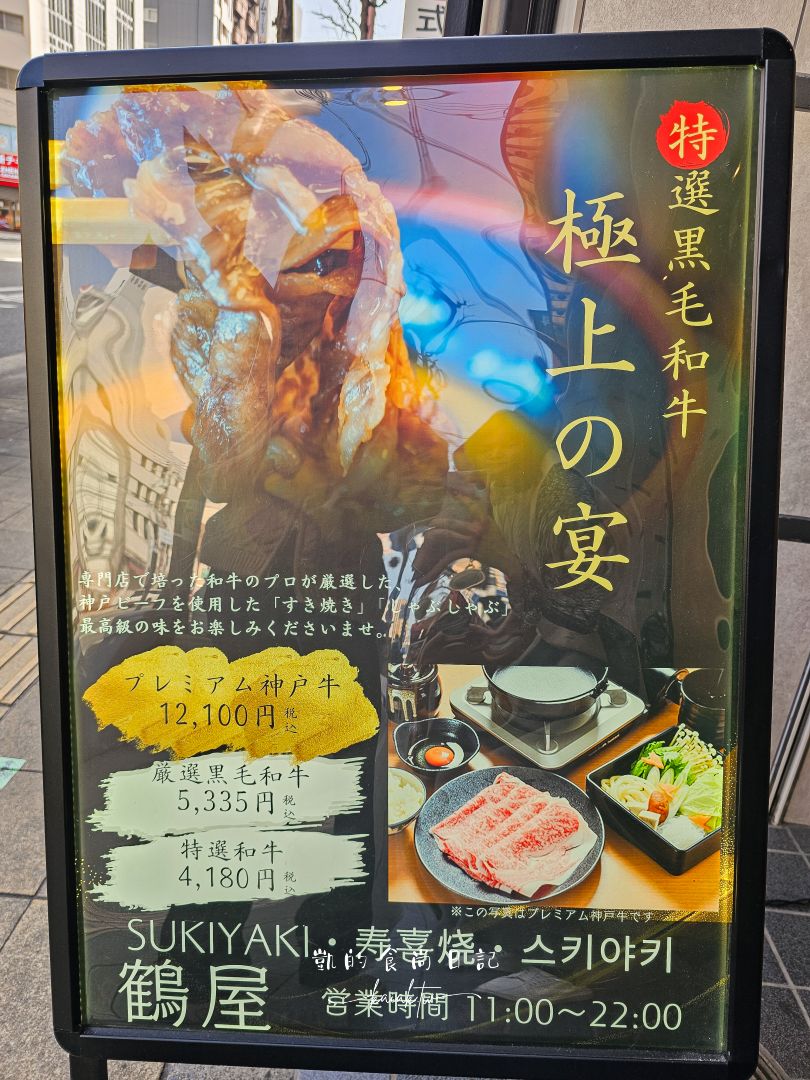 特選黒毛和牛
極上の宴
専門店で培った和牛のプロが厳選した、
神戸ビーフを使用した「すき焼き」「しゃぶしゃぶ」
最高級の味をお楽しみくださいませ。
プレミアム神戸牛
12,100円 税込
厳選黒毛和牛
5,335円 税込
特選和牛
4,180円 税込
※この写真はプレミアム神戸牛です
SUKIYAKI・寿喜烧・스키야키
凱的食尚日記
鶴屋
営業時間 11:00〜22:00
左